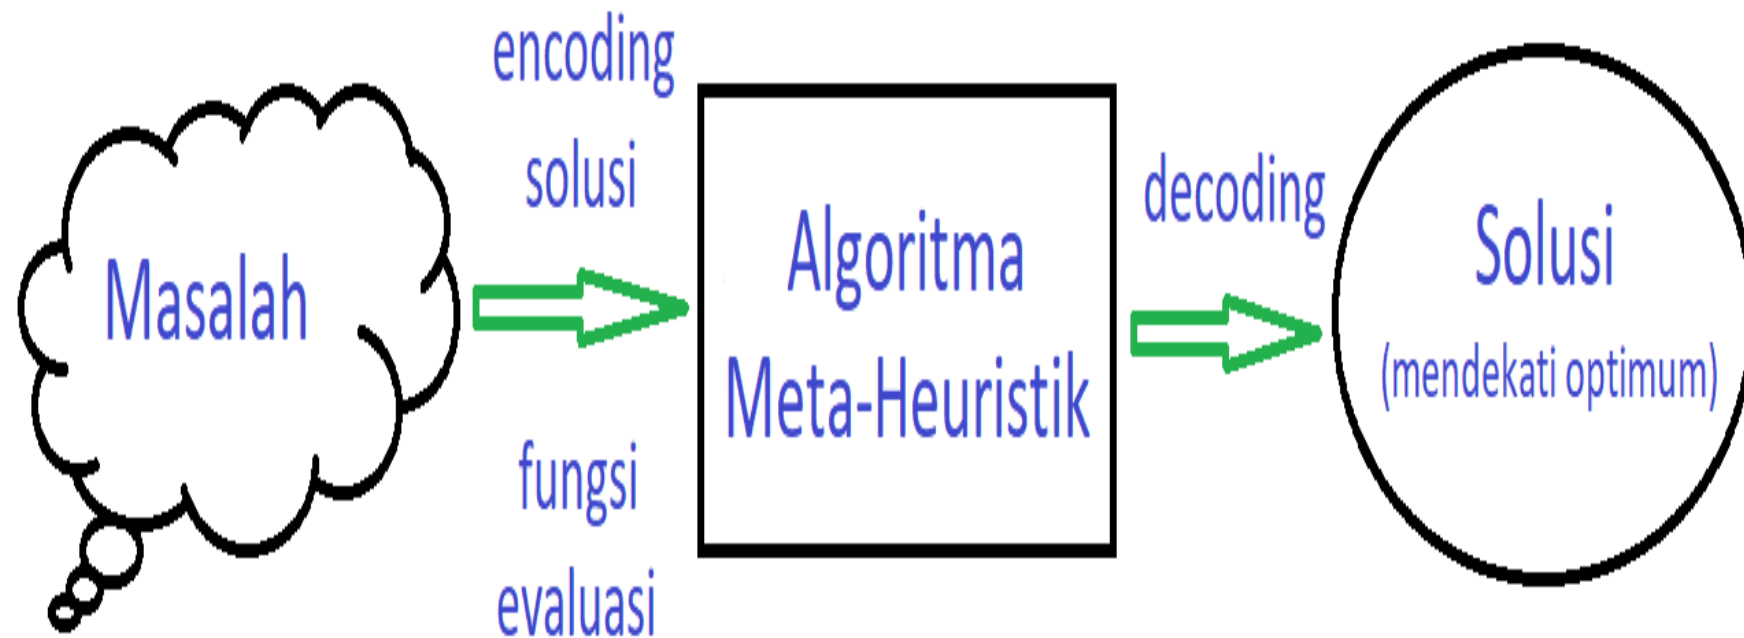 Masalah
encoding
solusi
fungsi
evaluasi
Algoritma
Meta-Heuristik
decoding
Solusi
(mendekati optimum)